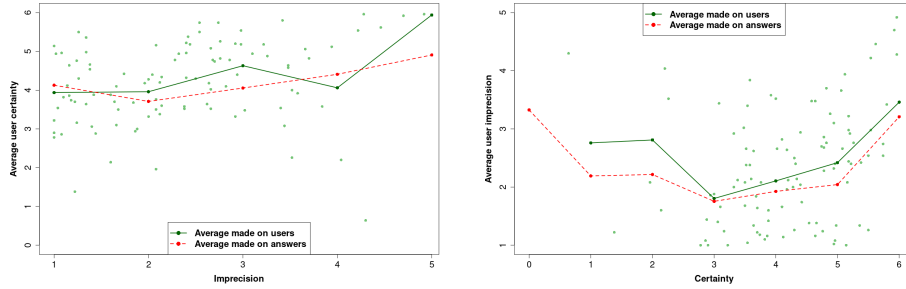 6
5
4
3
2
1
0
Average user certainty
Average made on users
Average made on answers
1 2 3 4 5
Imprecision
5
4
3
2
1
Average user imprecision
Average made on users
Average made on answers
0 1 2 3 4 5 6
Certainty